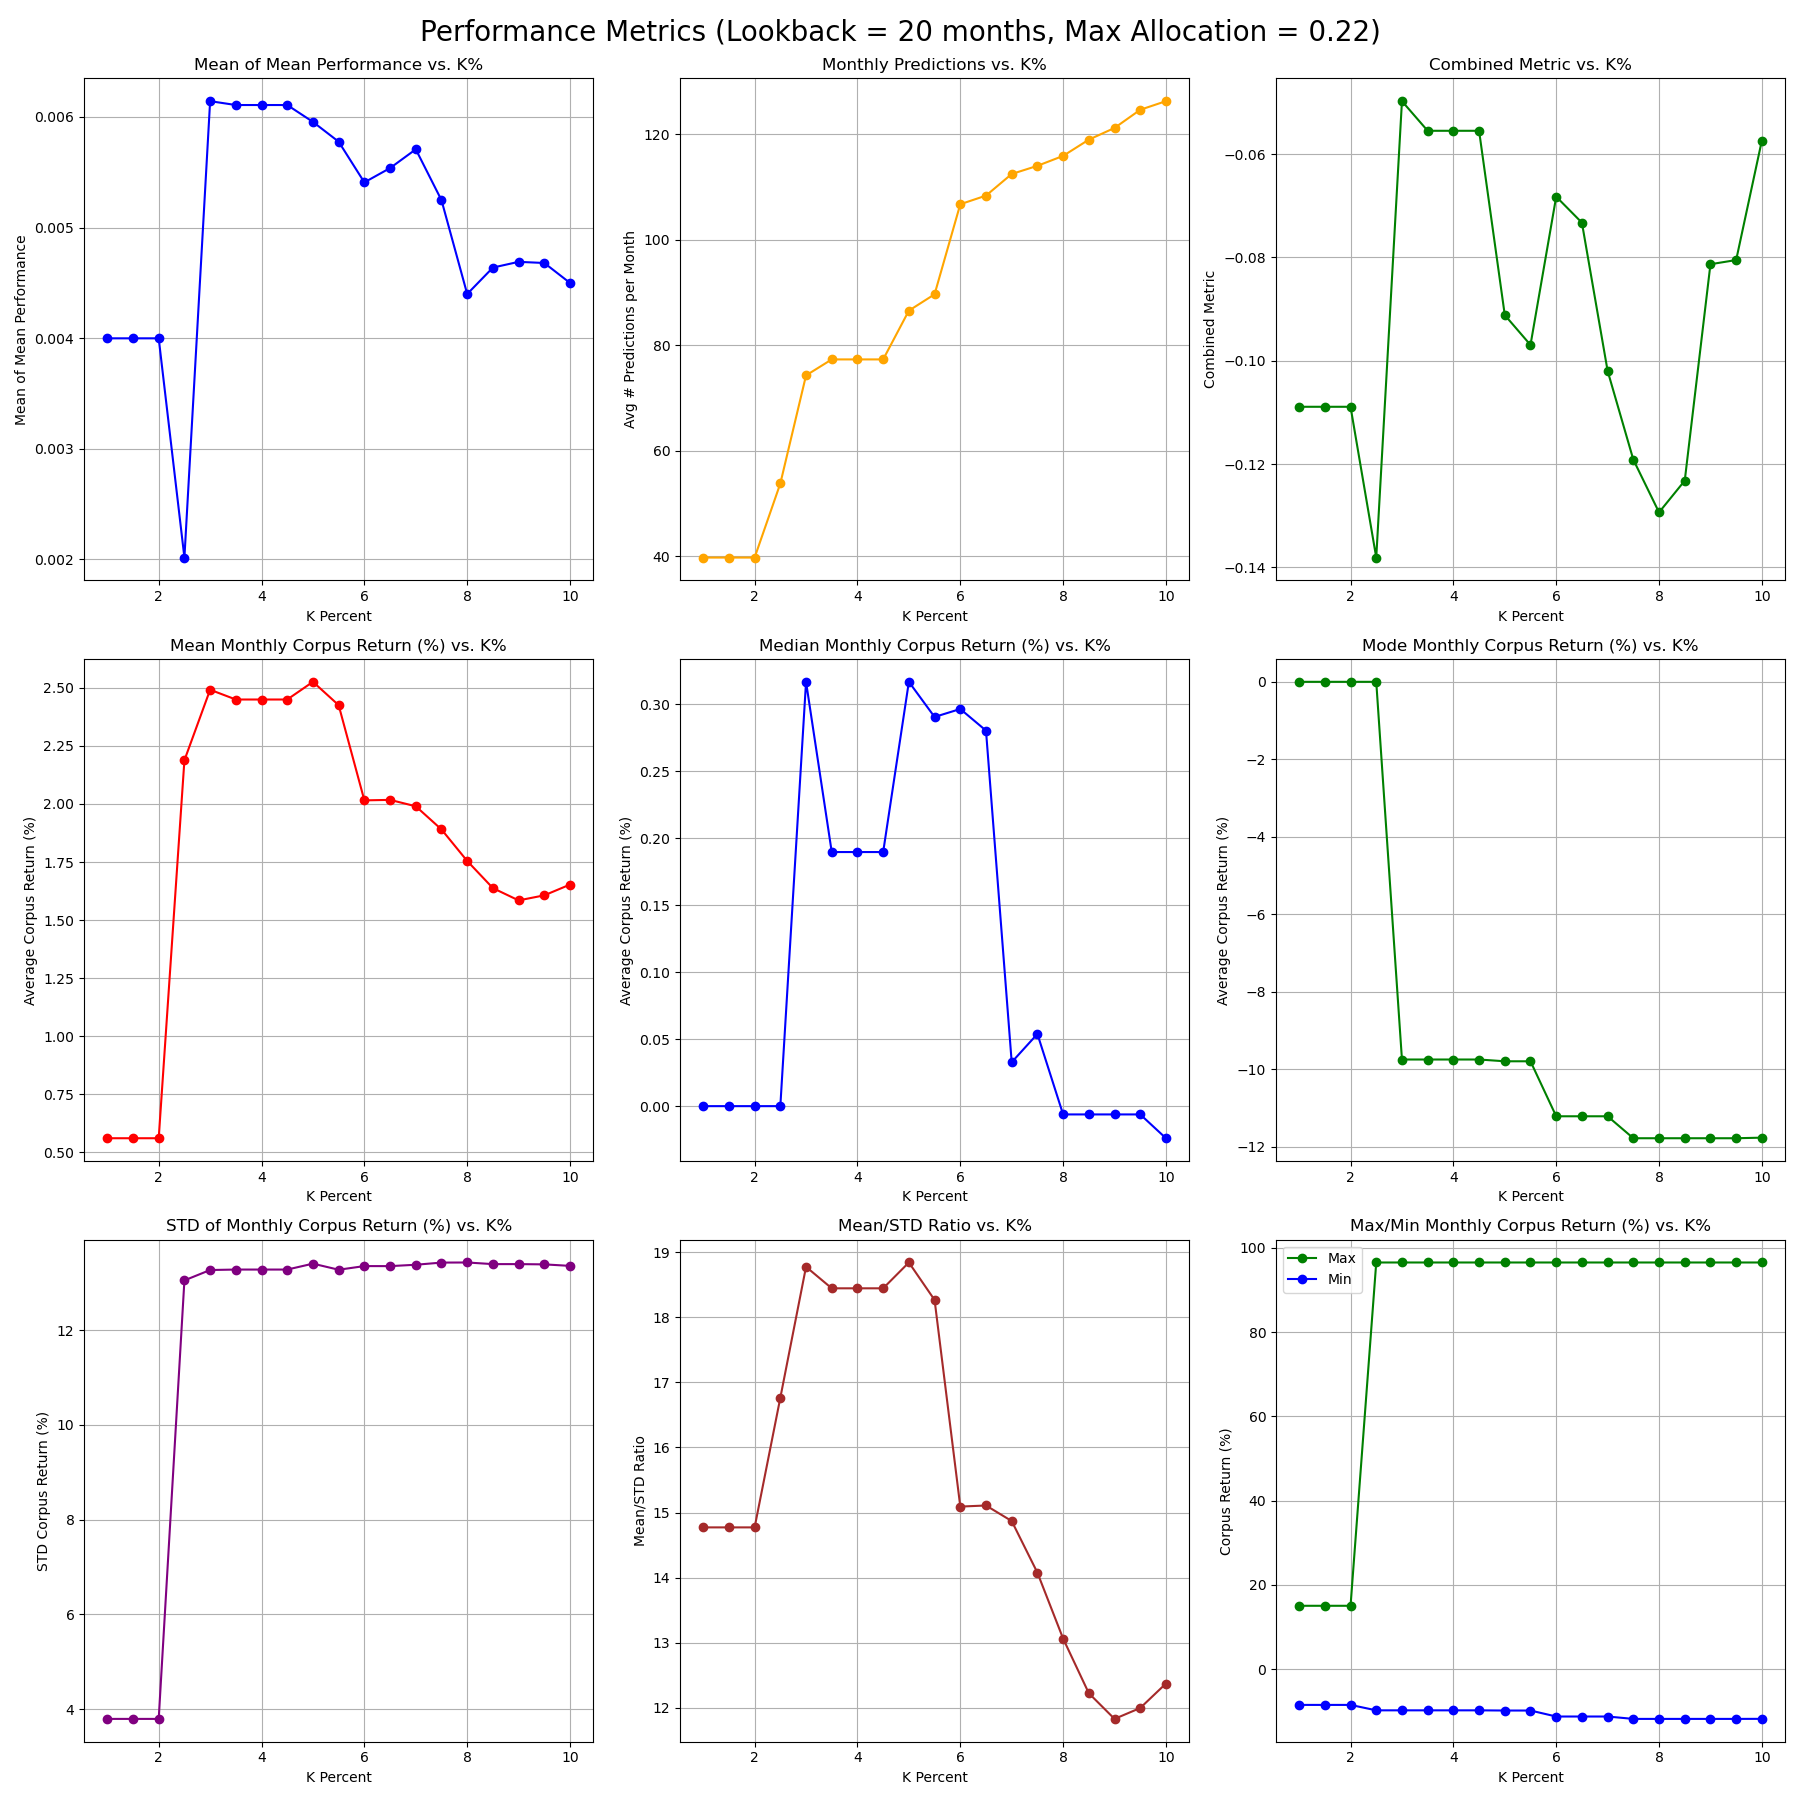 Performance Metrics (Lookback = 20 months, Max Allocation = 0.22)
Mean of Mean Performance vs. K%
Mean of Mean Performance
0.006
0.005
0.004
0.003
0.002
2 4 6 8 10
K Percent
Monthly Predictions vs. K%
Avg # Predictions per Month
120
100
80
60
40
2 4 6 8 10
K Percent
Combined Metric vs. K%
Combined Metric
−0.06
−0.08
−0.10
−0.12
−0.14
2 4 6 8 10
K Percent
Mean Monthly Corpus Return (%) vs. K%
Average Corpus Return (%)
2.50
2.25
2.00
1.75
1.50
1.25
1.00
0.75
0.50
2 4 6 8 10
K Percent
Median Monthly Corpus Return (%) vs. K%
Average Corpus Return (%)
0.30
0.25
0.20
0.15
0.10
0.05
0.00
2 4 6 8 10
K Percent
Mode Monthly Corpus Return (%) vs. K%
Average Corpus Return (%)
0
−2
−4
−6
−8
−10
−12
2 4 6 8 10
K Percent
STD of Monthly Corpus Return (%) vs. K%
STD Corpus Return (%)
12
10
8
6
4
2 4 6 8 10
K Percent
Mean/STD Ratio vs. K%
Mean/STD Ratio
19
18
17
16
15
14
13
12
2 4 6 8 10
K Percent
Max/Min Monthly Corpus Return (%) vs. K%
Corpus Return (%)
Max
Min
100
80
60
40
20
0
2 4 6 8 10
K Percent